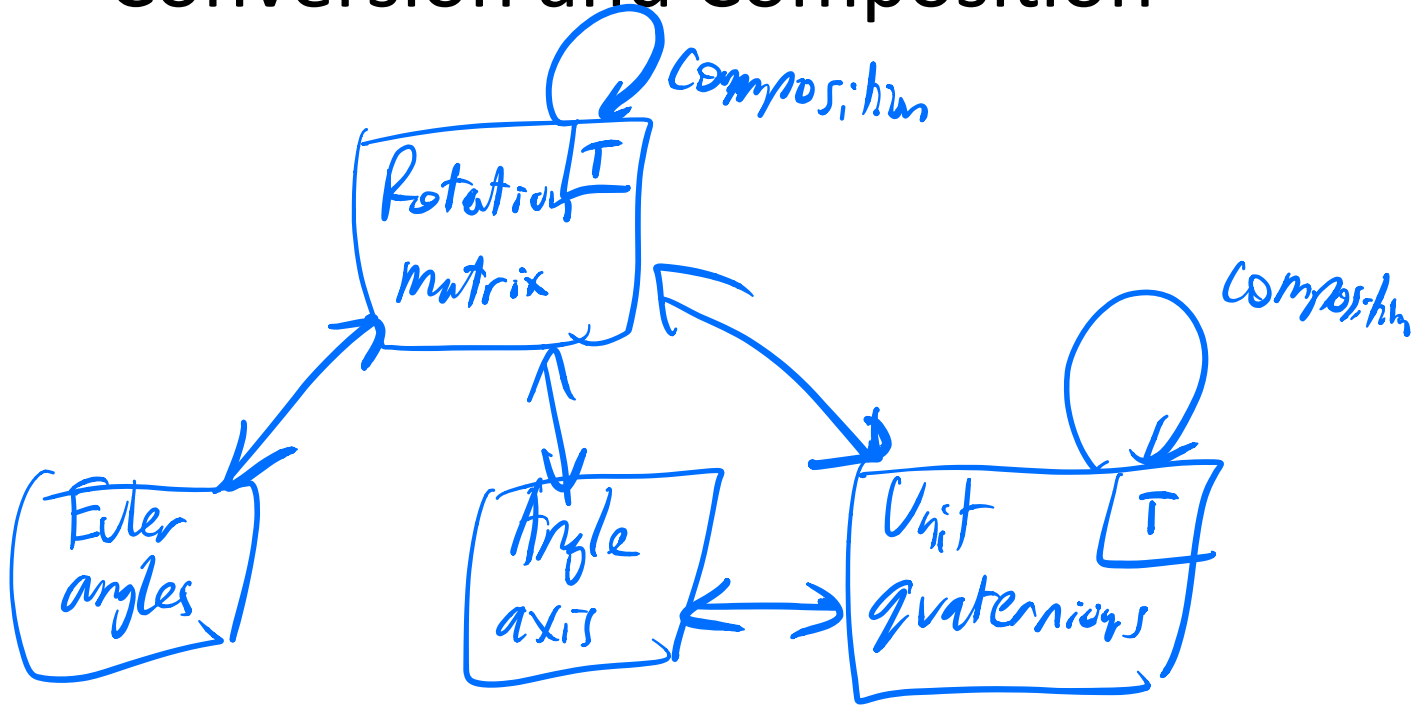 Conversion and Composition
Composition
T
Rotation
matrix
Composition
Euler
angles
Angle
axis
T
Unit
quaternions